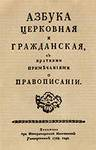 АЗБУКА
ЦЕРКОВНАЯ
И
ГРАЖДАНСКАЯ,
съ
краткими
ПРИМѢЧАНІЯМИ
О
ПРАВОПИСАНІИ.